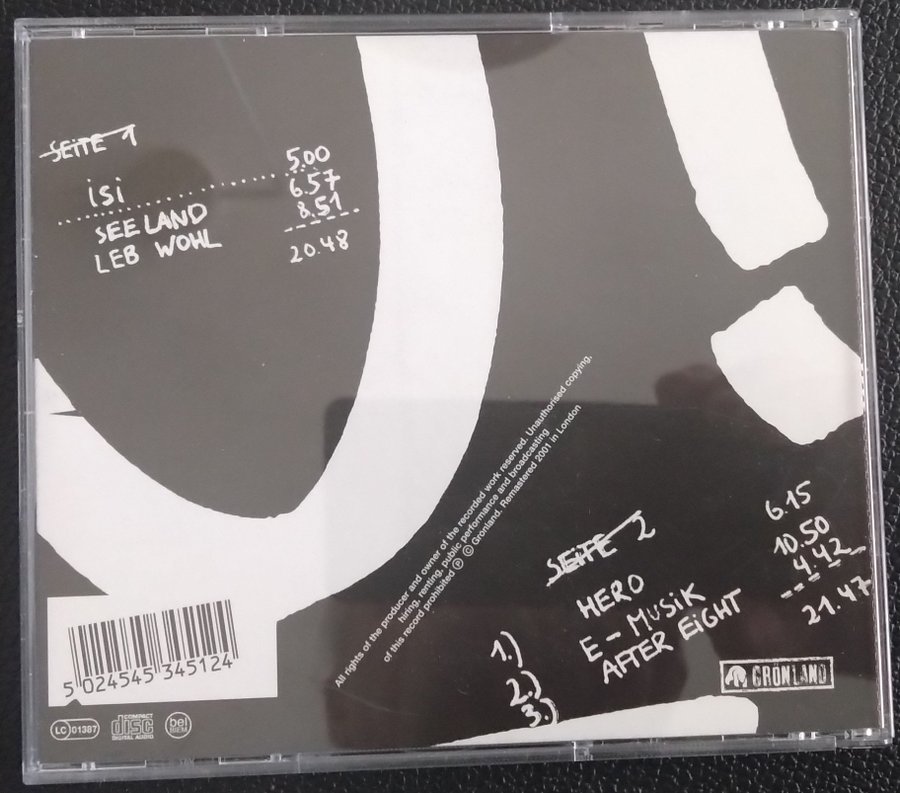 SEiTE 1
isi 5.00
SEELAND 6.57
LEB WOHL 8.51
20.48
All rights of the producer and owner of the recorded work reserved. Unauthorised copying,
hiring, renting, public performance and broadcasting
of this record prohibited Ⓟ © Gronland. Remastered 2001 in London
SEiTE 2
1.) HERO 6.15
2.) E-MUSiK 10.50
3.) AFTER EiGHT 4.42
21.47
GRÖNLAND
5 024545 345124
LC 01387
COMPACT
disc
DIGITAL AUDIO
bel
BIEM